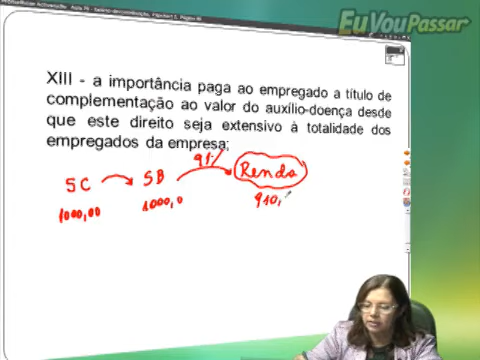 EuVouPassar
XIII - a importância paga ao empregado a título de
complementação ao valor do auxílio-doença desde
que este direito seja extensivo à totalidade dos
empregados da empresa;
91%
SC SB Renda
1000,00 1000,0 910,